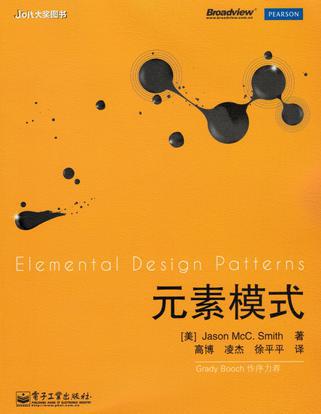 Jolt大奖图书
Broadview®
PEARSON
Elemental Design Patterns
元素模式
[美] Jason McC. Smith 著
高博 凌杰 徐平平 译
Grady Booch 作序力荐
电子工业出版社